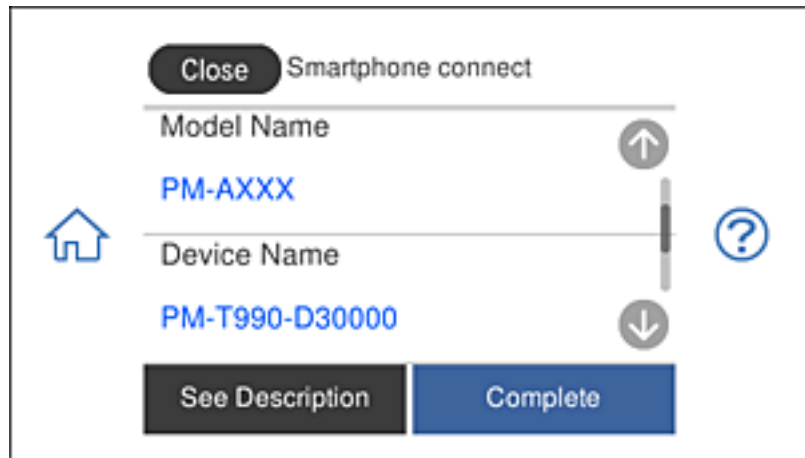 Close Smartphone connect
Model Name
PM-AXXX
Device Name
PM-T990-D30000
See Description Complete